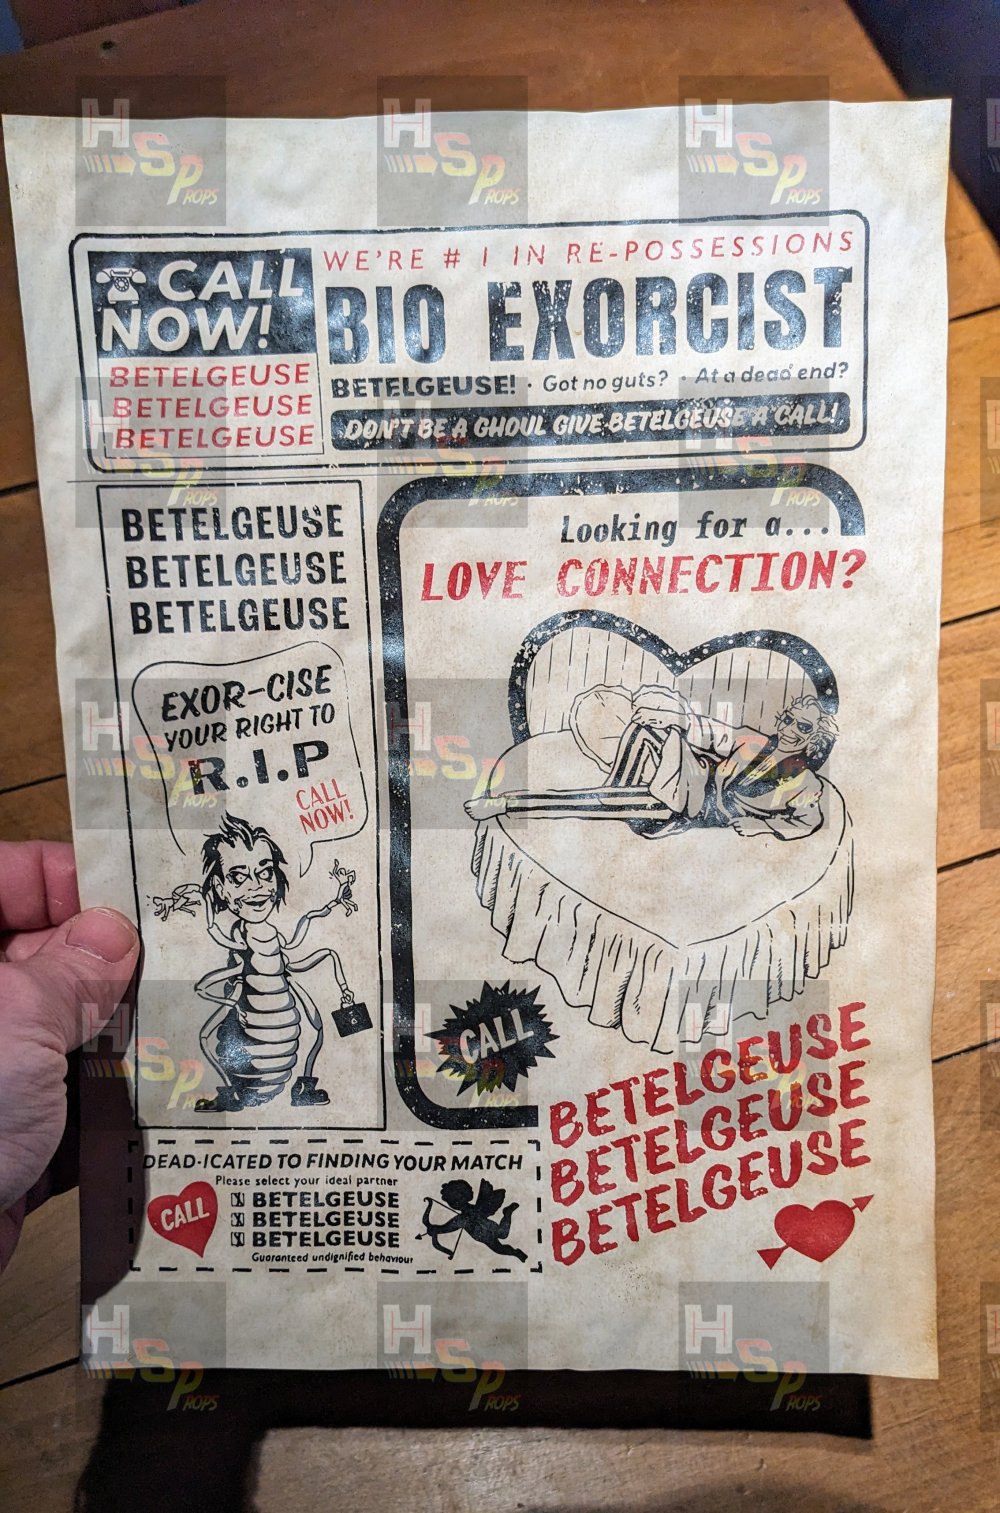 CALL
NOW!
BETELGEUSE
BETELGEUSE
BETELGEUSE
WE'RE # 1 IN RE-POSSESSIONS
BIO EXORCIST
BETELGEUSE! · Got no guts? · At a dead end?
DON'T BE A GHOUL GIVE BETELGEUSE A CALL!
BETELGEUSE
BETELGEUSE
BETELGEUSE
EXOR-CISE
YOUR RIGHT TO
R.I.P
CALL
NOW!
Looking for a...
LOVE CONNECTION?
CALL
BETELGEUSE
BETELGEUSE
BETELGEUSE
DEAD-ICATED TO FINDING YOUR MATCH
Please select your ideal partner
CALL
X BETELGEUSE
X BETELGEUSE
X BETELGEUSE
Guaranteed undignified behaviour
HSPROPS